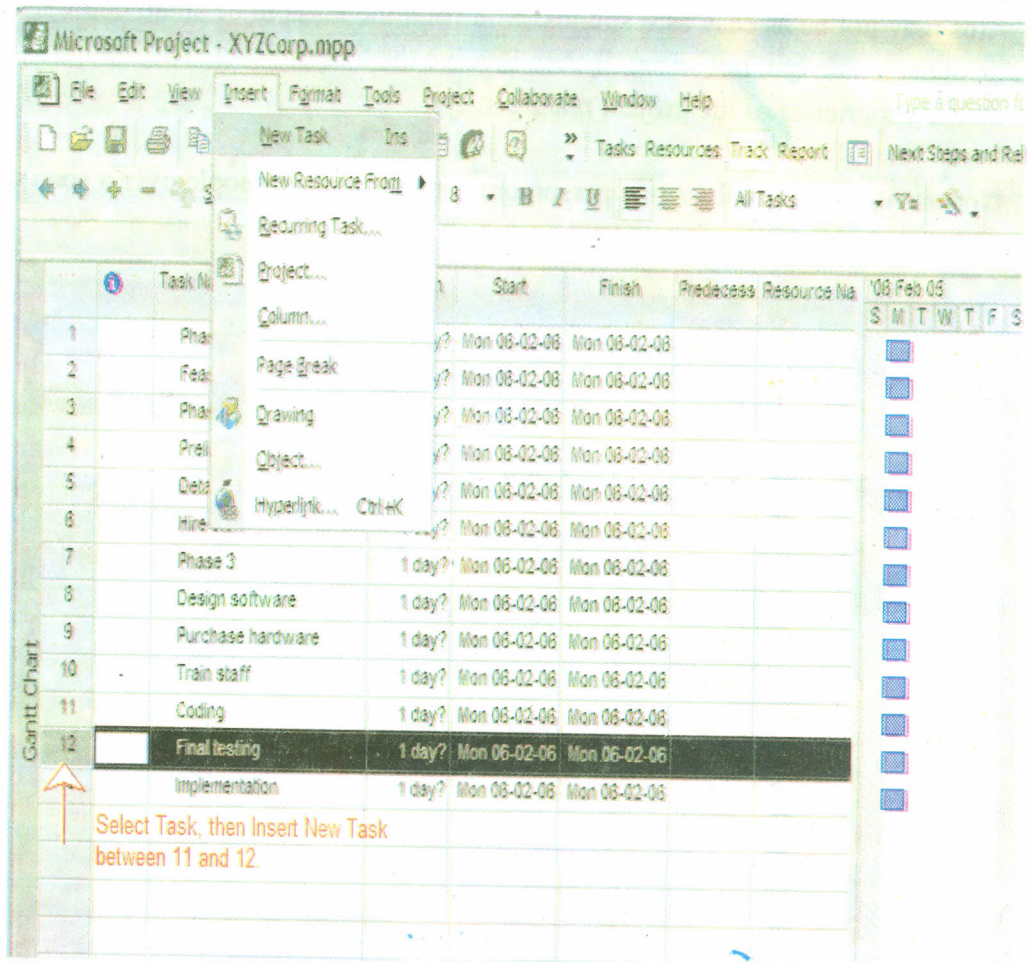 Microsoft Project - XYZCorp.mpp
File Edit View Insert Format Tools Project Collaborate Window Help
Type a question fo
New Task Ins
Tasks Resources Track Report Next Steps and Rel
New Resource From
8 B I U All Tasks
Recurring Task...
Project...
Column...
Page Break
Drawing
Object...
Hyperlink... Ctrl+K
Task Na n Start Finish Predecess Resource Na '06 Feb 05
S M T W T F S
1 Phas y? Mon 06-02-06 Mon 06-02-06
2 Feas y? Mon 06-02-06 Mon 06-02-06
3 Phas y? Mon 06-02-06 Mon 06-02-06
4 Preli y? Mon 06-02-06 Mon 06-02-06
5 Deta y? Mon 06-02-06 Mon 06-02-06
6 Hire y? Mon 06-02-06 Mon 06-02-06
7 Phase 3 1 day? Mon 06-02-06 Mon 06-02-06
8 Design software 1 day? Mon 06-02-06 Mon 06-02-06
9 Purchase hardware 1 day? Mon 06-02-06 Mon 06-02-06
10 Train staff 1 day? Mon 06-02-06 Mon 06-02-06
11 Coding 1 day? Mon 06-02-06 Mon 06-02-06
12 Final testing 1 day? Mon 06-02-06 Mon 06-02-06
Implementation 1 day? Mon 06-02-06 Mon 06-02-06
Gantt Chart
Select Task, then Insert New Task
between 11 and 12.